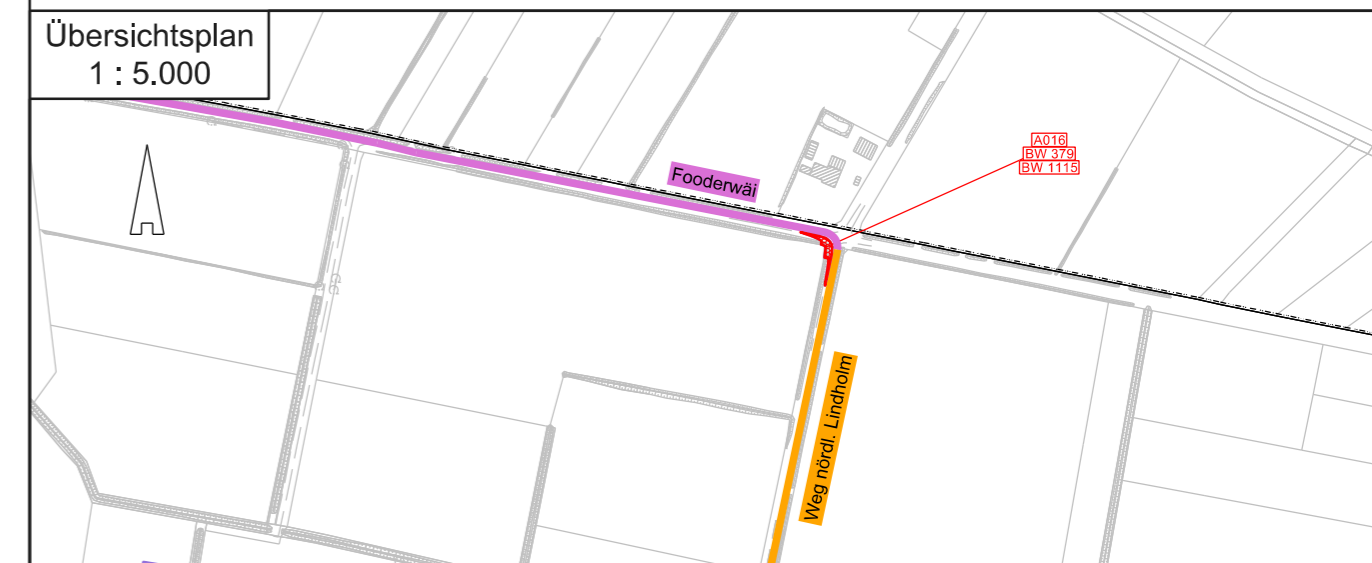 Übersichtsplan
1 : 5.000
A016
BW 379
BW 1115
Fooderwäi
Weg nördl. Lindholm